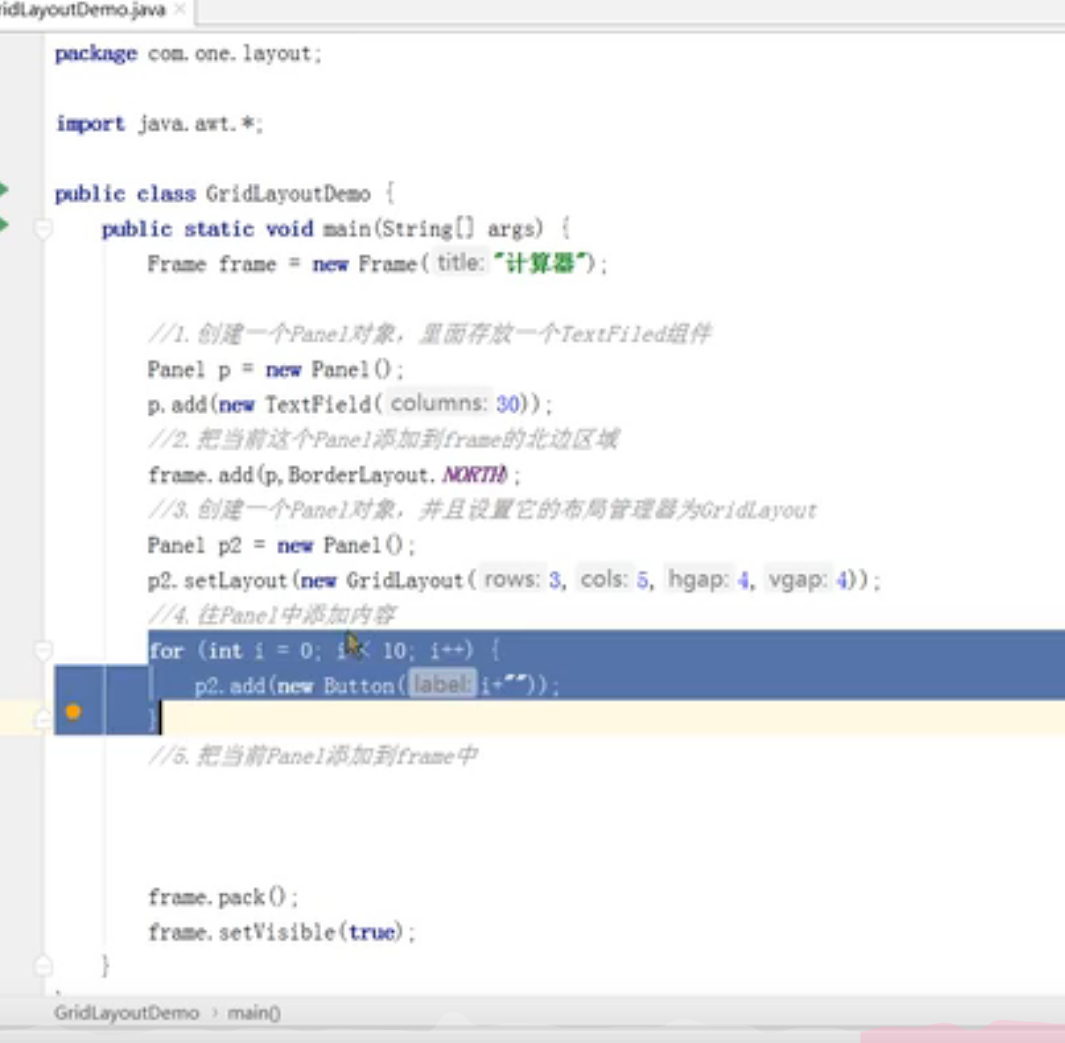 ridLayoutDemo.java ×
package com.one.layout;
import java.awt.*;
public class GridLayoutDemo {
public static void main(String[] args) {
Frame frame = new Frame( title: "计算器");
//1.创建一个Panel对象，里面存放一个TextFiled组件
Panel p = new Panel();
p.add(new TextField( columns: 30));
//2.把当前这个Panel添加到frame的北边区域
frame.add(p,BorderLayout.NORTH);
//3.创建一个Panel对象，并且设置它的布局管理器为GridLayout
Panel p2 = new Panel();
p2.setLayout(new GridLayout( rows: 3, cols: 5, hgap: 4, vgap: 4));
//4.往Panel中添加内容
for (int i = 0; i < 10; i++) {
p2.add(new Button( label: i+""));
}
//5.把当前Panel添加到frame中
frame.pack();
frame.setVisible(true);
}
GridLayoutDemo › main()